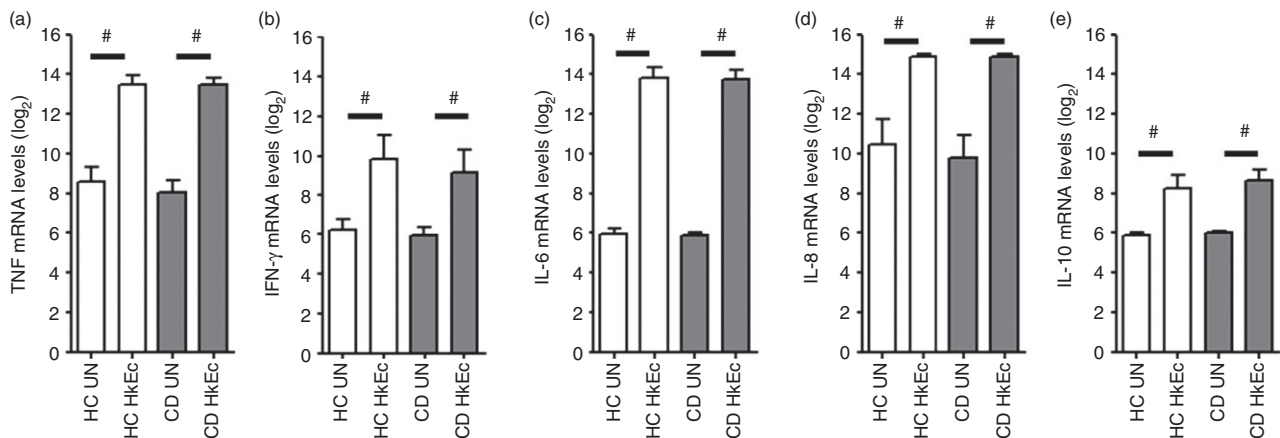 (a)
TNF mRNA levels (log2)
16
14
12
10
8
6
4
2
0
#
#
HC UN
HC HkEc
CD UN
CD HkEc
(b)
IFN-γ mRNA levels (log2)
16
14
12
10
8
6
4
2
0
#
#
HC UN
HC HkEc
CD UN
CD HkEc
(c)
IL-6 mRNA levels (log2)
16
14
12
10
8
6
4
2
0
#
#
HC UN
HC HkEc
CD UN
CD HkEc
(d)
IL-8 mRNA levels (log2)
16
14
12
10
8
6
4
2
0
#
#
HC UN
HC HkEc
CD UN
CD HkEc
(e)
IL-10 mRNA levels (log2)
16
14
12
10
8
6
4
2
0
#
#
HC UN
HC HkEc
CD UN
CD HkEc